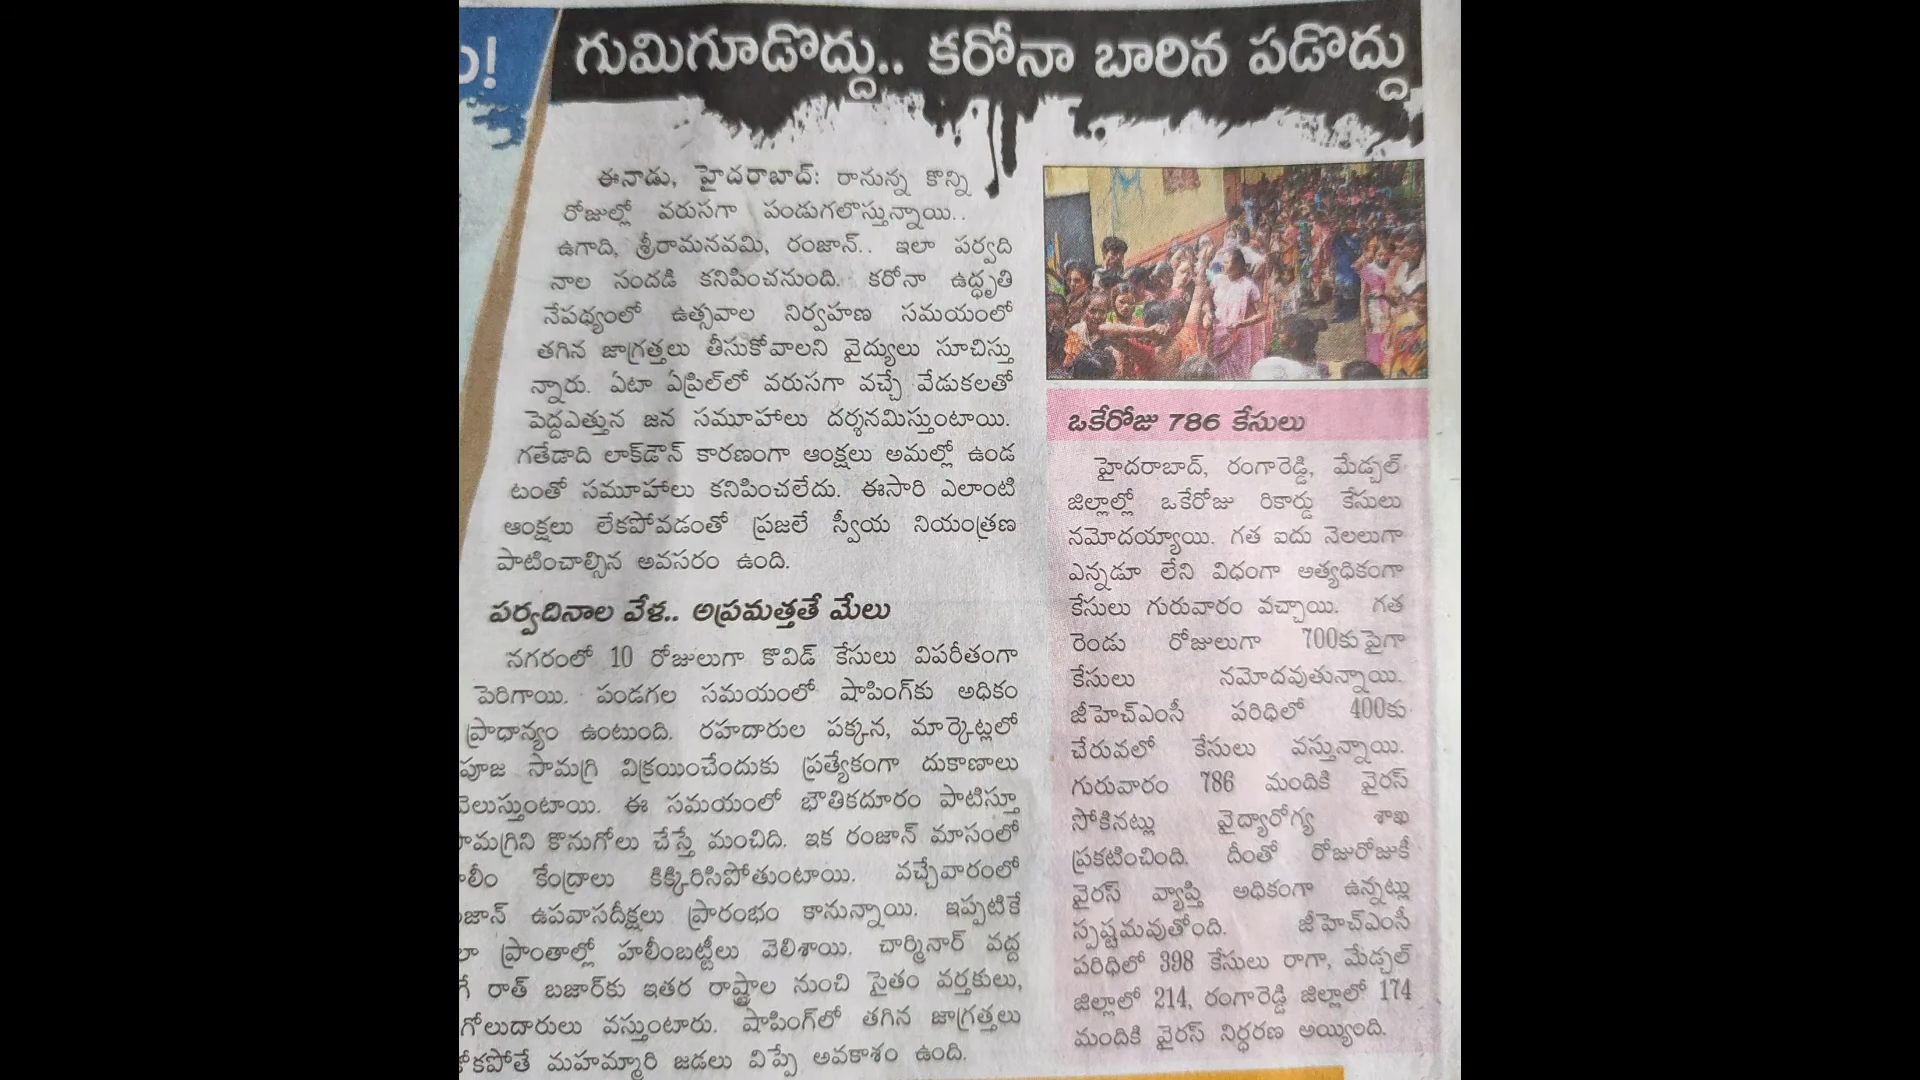 గుమిగూడొద్దు.. కరోనా బారిన పడొద్దు
ఈనాడు, హైదరాబాద్: రానున్న కొన్ని
రోజుల్లో వరుసగా పండుగలొస్తున్నాయి..
ఉగాది, శ్రీరామనవమి, రంజాన్.. ఇలా పర్వది
నాల సందడి కనిపించనుంది. కరోనా ఉద్ధృతి
నేపథ్యంలో ఉత్సవాల నిర్వహణ సమయంలో
తగిన జాగ్రత్తలు తీసుకోవాలని వైద్యులు సూచిస్తు
న్నారు. ఏటా ఏప్రిల్‌లో వరుసగా వచ్చే వేడుకలతో
పెద్దఎత్తున జన సమూహాలు దర్శనమిస్తుంటాయి.
గతేడాది లాక్‌డౌన్ కారణంగా ఆంక్షలు అమల్లో ఉండ
టంతో సమూహాలు కనిపించలేదు. ఈసారి ఎలాంటి
ఆంక్షలు లేకపోవడంతో ప్రజలే స్వీయ నియంత్రణ
పాటించాల్సిన అవసరం ఉంది.
పర్వదినాల వేళ.. అప్రమత్తతే మేలు
నగరంలో 10 రోజులుగా కొవిడ్ కేసులు విపరీతంగా
పెరిగాయి. పండగల సమయంలో షాపింగ్‌కు అధికం
ప్రాధాన్యం ఉంటుంది. రహదారుల పక్కన, మార్కెట్లలో
పూజ సామగ్రి విక్రయించేందుకు ప్రత్యేకంగా దుకాణాలు
వెలుస్తుంటాయి. ఈ సమయంలో భౌతికదూరం పాటిస్తూ
సామగ్రిని కొనుగోలు చేస్తే మంచిది. ఇక రంజాన్ మాసంలో
కేంద్రాలు కిక్కిరిసిపోతుంటాయి. వచ్చేవారంలో
ఉపవాసదీక్షలు ప్రారంభం కానున్నాయి. ఇప్పటికే
ప్రాంతాల్లో హలీంబట్టీలు వెలిశాయి. చార్మినార్ వద్ద
రాత్ బజార్‌కు ఇతర రాష్ట్రాల నుంచి సైతం వర్తకులు,
వస్తుంటారు. షాపింగ్‌లో తగిన జాగ్రత్తలు
మహమ్మారి జడలు విప్పే అవకాశం ఉంది.
ఒకేరోజు 786 కేసులు
హైదరాబాద్, రంగారెడ్డి, మేడ్చల్
జిల్లాల్లో ఒకేరోజు రికార్డు కేసులు
నమోదయ్యాయి. గత ఐదు నెలలుగా
ఎన్నడూ లేని విధంగా అత్యధికంగా
కేసులు గురువారం వచ్చాయి. గత
రెండు రోజులుగా 700కుపైగా
కేసులు నమోదవుతున్నాయి.
జీహెచ్ఎంసీ పరిధిలో 400కు
చేరువలో కేసులు వస్తున్నాయి.
గురువారం 786 మందికి వైరస్
సోకినట్లు వైద్యారోగ్య శాఖ
ప్రకటించింది. దీంతో రోజురోజుకీ
వైరస్ వ్యాప్తి అధికంగా ఉన్నట్లు
స్పష్టమవుతోంది. జీహెచ్ఎంసీ
పరిధిలో 398 కేసులు రాగా, మేడ్చల్
జిల్లాలో 214, రంగారెడ్డి జిల్లాలో 174
మందికి వైరస్ నిర్ధరణ అయ్యింది.